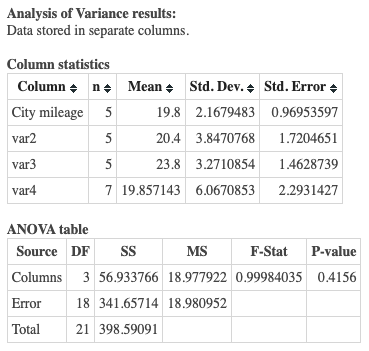 Analysis of Variance results:
Data stored in separate columns.
Column statistics
Column n Mean Std. Dev. Std. Error
City mileage 5 19.8 2.1679483 0.96953597
var2 5 20.4 3.8470768 1.7204651
var3 5 23.8 3.2710854 1.4628739
var4 7 19.857143 6.0670853 2.2931427
ANOVA table
Source DF SS MS F-Stat P-value
Columns 3 56.933766 18.977922 0.99984035 0.4156
Error 18 341.65714 18.980952
Total 21 398.59091